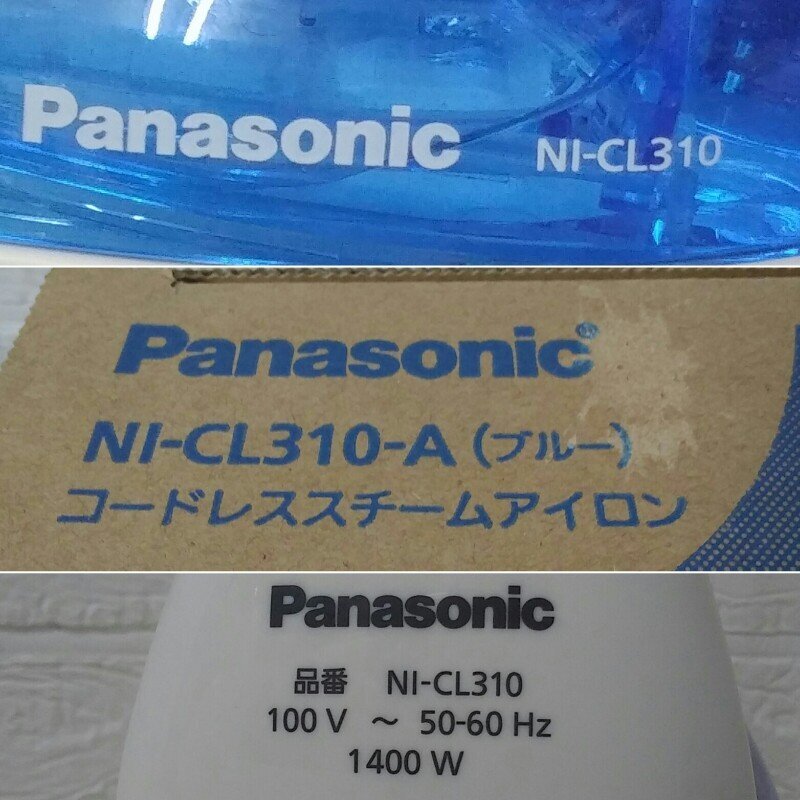 Panasonic NI-CL310
Panasonic®
NI-CL310-A(ブルー)
コードレススチームアイロン
Panasonic
品番 NI-CL310
100 V ～ 50-60 Hz
1400 W